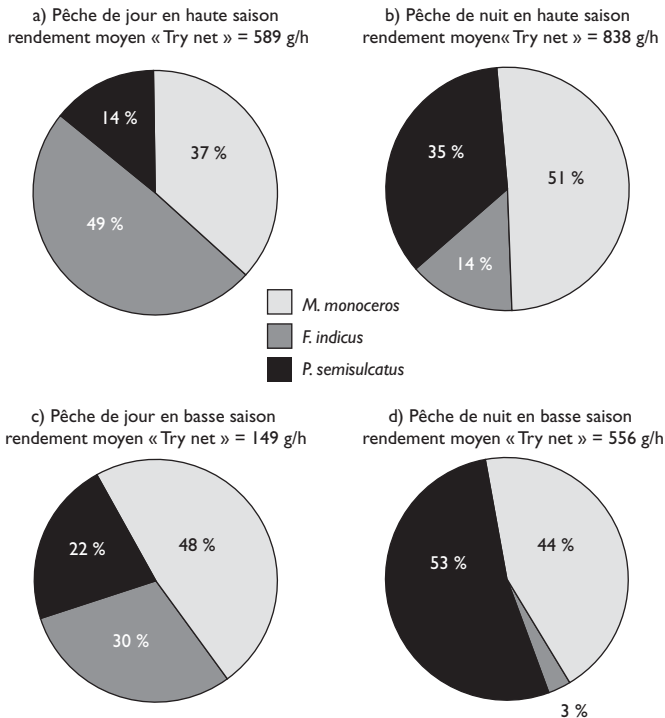 a) Pêche de jour en haute saison
rendement moyen « Try net » = 589 g/h
14 %
37 %
49 %
b) Pêche de nuit en haute saison
rendement moyen« Try net » = 838 g/h
35 %
51 %
14 %
M. monoceros
F. indicus
P. semisulcatus
c) Pêche de jour en basse saison
rendement moyen « Try net » = 149 g/h
22 %
48 %
30 %
d) Pêche de nuit en basse saison
rendement moyen « Try net » = 556 g/h
53 %
44 %
3 %